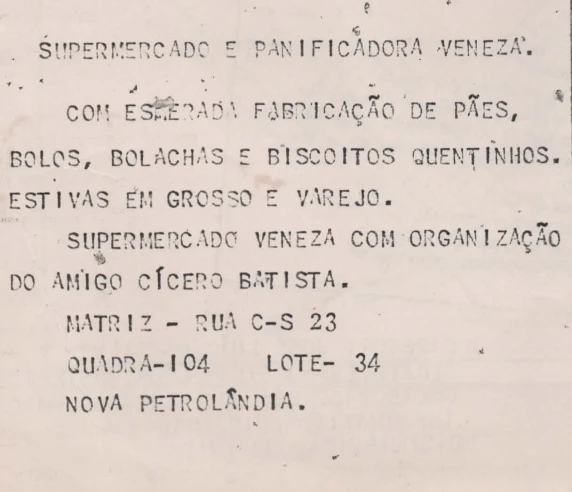 SUPERMERCADO E PANIFICADORA VENEZA.
COM ESMERADA FABRICAÇÃO DE PÃES,
BOLOS, BOLACHAS E BISCOITOS QUENTINHOS.
ESTIVAS EM GROSSO E VAREJO.
SUPERMERCADO VENEZA COM ORGANIZAÇÃO
DO AMIGO CÍCERO BATISTA.
MATRIZ - RUA C-S 23
QUADRA-104 LOTE- 34
NOVA PETROLÂNDIA.